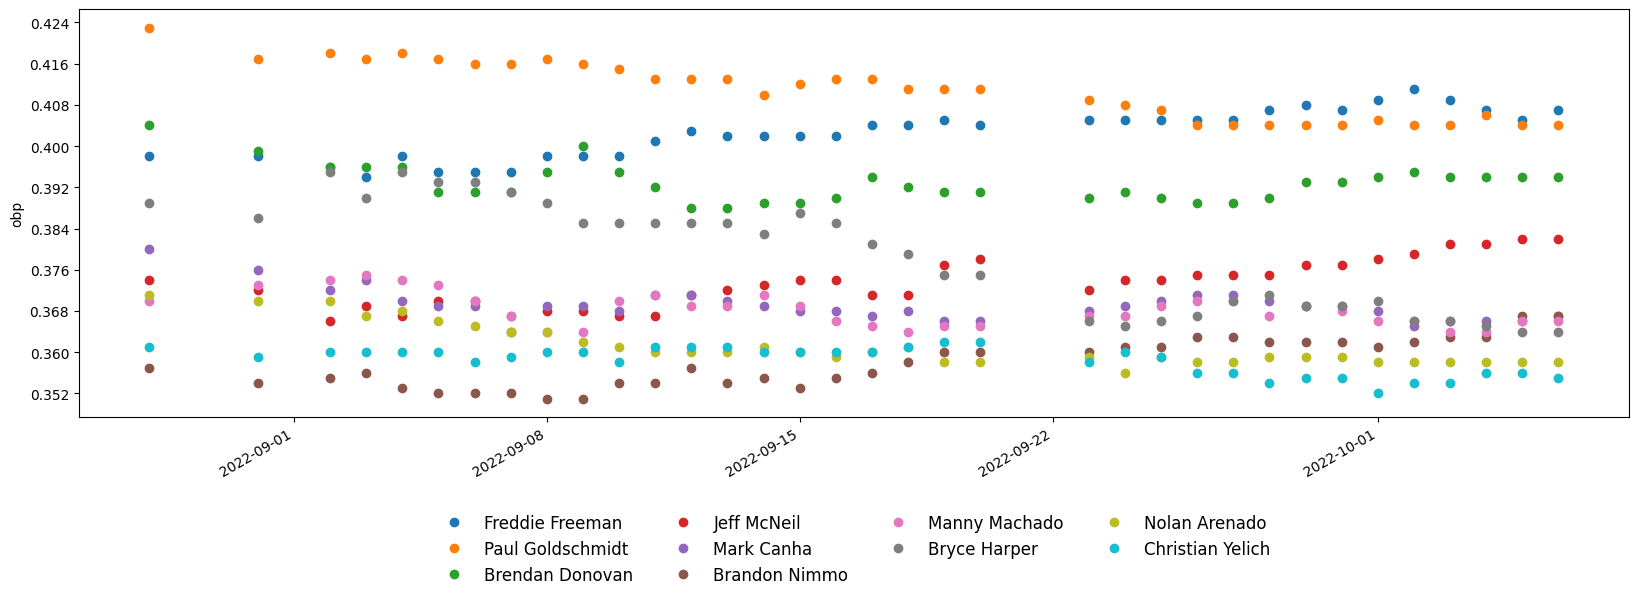 0.424
0.416
0.408
0.400
0.392
0.384
0.376
0.368
0.360
0.352
obp
2022-09-01
2022-09-08
2022-09-15
2022-09-22
2022-10-01
Freddie Freeman
Paul Goldschmidt
Brendan Donovan
Jeff McNeil
Mark Canha
Brandon Nimmo
Manny Machado
Bryce Harper
Nolan Arenado
Christian Yelich